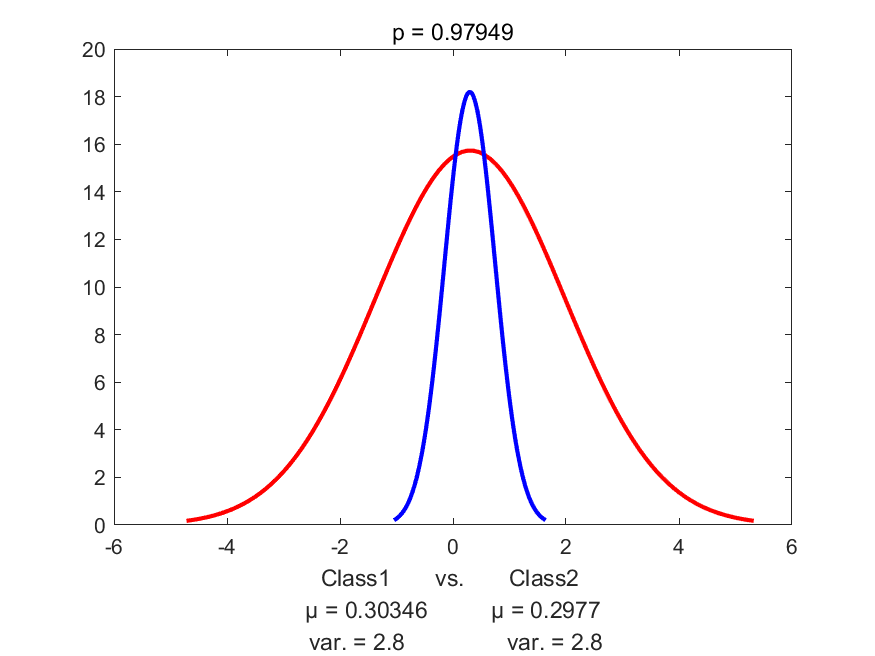 p = 0.97949
20
18
16
14
12
10
8
6
4
2
0
-6 -4 -2 0 2 4 6
Class1 vs. Class2
μ = 0.30346 μ = 0.2977
var. = 2.8 var. = 2.8